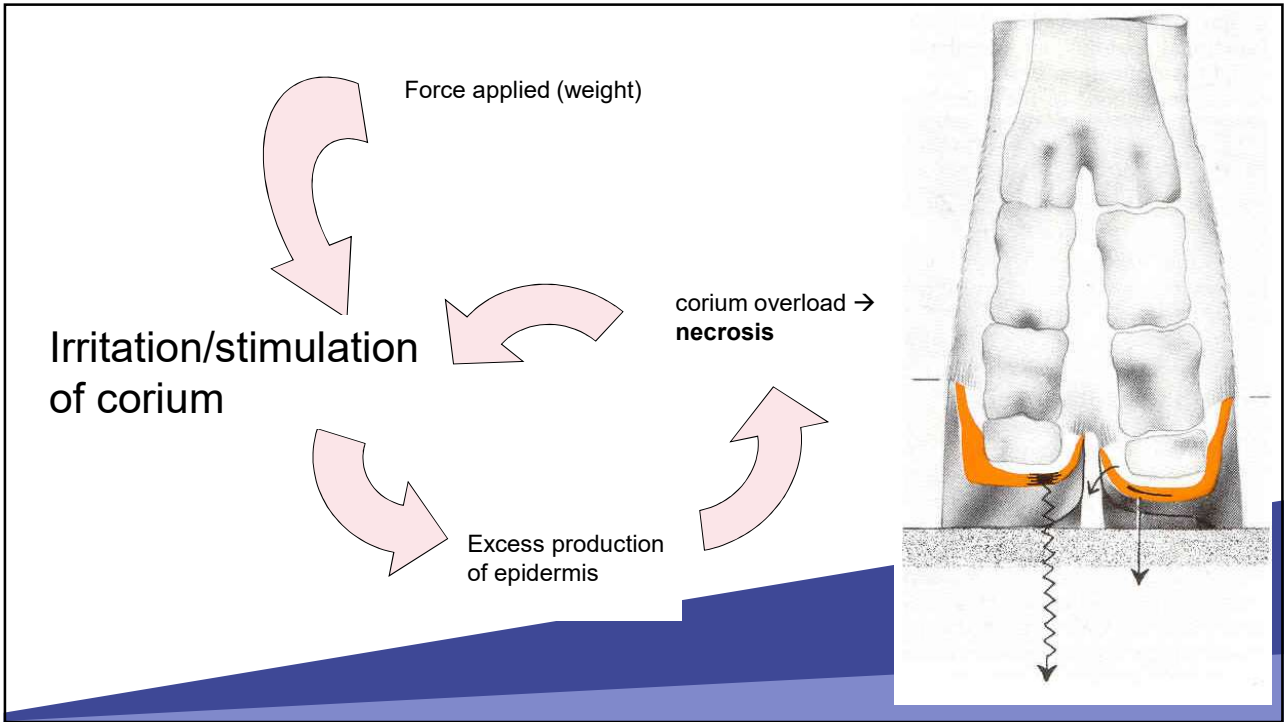 Force applied (weight)
Irritation/stimulation
of corium
corium overload →
necrosis
Excess production
of epidermis